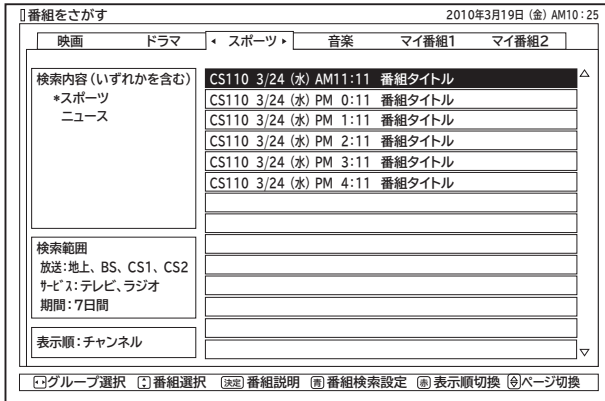 番組をさがす 2010年3月19日 (金) AM10:25
映画 ドラマ スポーツ 音楽 マイ番組1 マイ番組2
検索内容(いずれかを含む)
*スポーツ
ニュース
CS110 3/24 (水) AM11:11 番組タイトル
CS110 3/24 (水) PM 0:11 番組タイトル
CS110 3/24 (水) PM 1:11 番組タイトル
CS110 3/24 (水) PM 2:11 番組タイトル
CS110 3/24 (水) PM 3:11 番組タイトル
CS110 3/24 (水) PM 4:11 番組タイトル
検索範囲
放送:地上、BS、CS1、CS2
サービス:テレビ、ラジオ
期間:7日間
表示順:チャンネル
グループ選択 番組選択 決定 番組説明 青 番組検索設定 赤 表示順切換 ページ切換